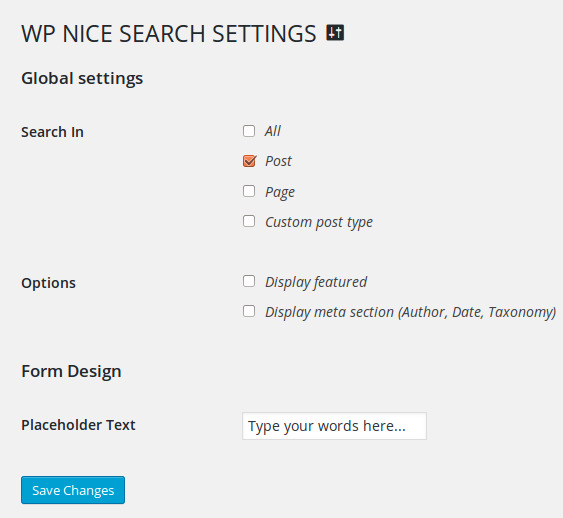 WP NICE SEARCH SETTINGS
Global settings
Search In
All
Post
Page
Custom post type
Options
Display featured
Display meta section (Author, Date, Taxonomy)
Form Design
Placeholder Text
Type your words here...
Save Changes